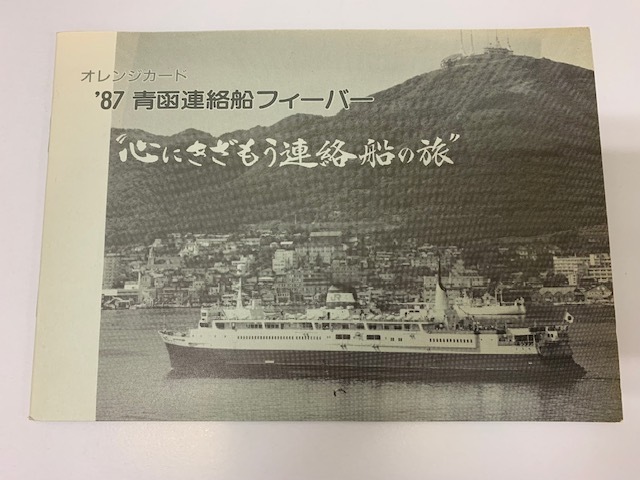 オレンジカード
'87 青函連絡船フィーバー
“心にきざもう連絡船の旅”